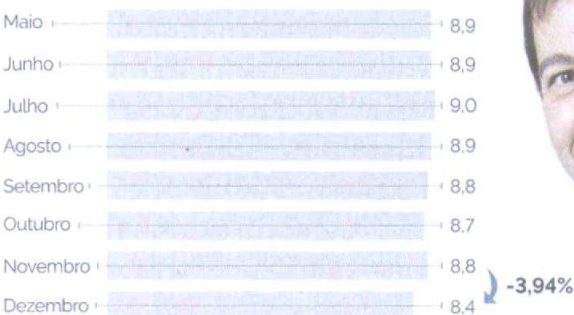 Maio 8,9
Junho 8,9
Julho 9,0
Agosto 8,9
Setembro 8,8
Outubro 8,7
Novembro 8,8
-3,94%
Dezembro 8,4